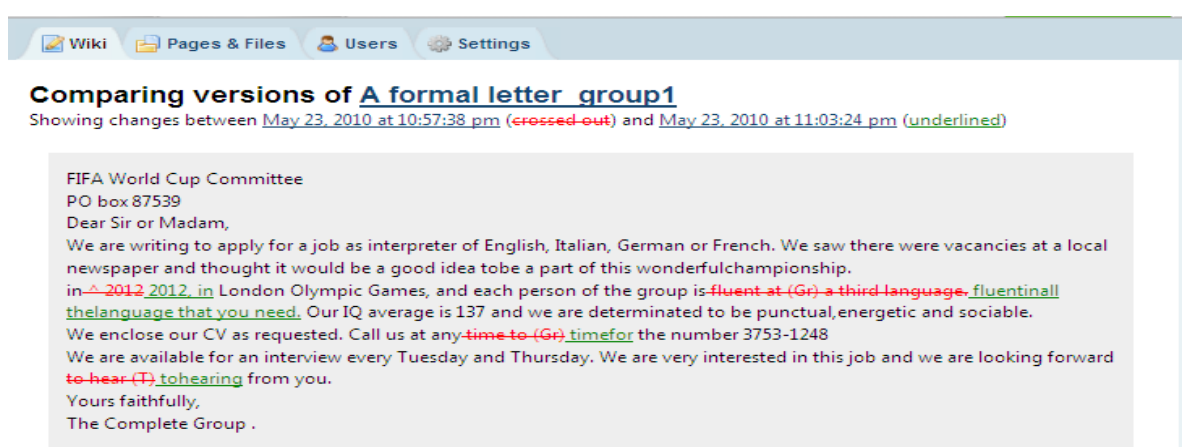 Wiki Pages & Files Users Settings
Comparing versions of A formal letter group1
Showing changes between May 23, 2010 at 10:57:38 pm (crossed out) and May 23, 2010 at 11:03:24 pm (underlined)
FIFA World Cup Committee
PO box 87539
Dear Sir or Madam,
We are writing to apply for a job as interpreter of English, Italian, German or French. We saw there were vacancies at a local
newspaper and thought it would be a good idea tobe a part of this wonderfulchampionship.
in ^ 2012 2012, in London Olympic Games, and each person of the group is fluent at (Gr) a third language. fluentinall
thelanguage that you need. Our IQ average is 137 and we are determinated to be punctual,energetic and sociable.
We enclose our CV as requested. Call us at any time to (Gr) timefor the number 3753-1248
We are available for an interview every Tuesday and Thursday. We are very interested in this job and we are looking forward
to hear (T) tohearing from you.
Yours faithfully,
The Complete Group .